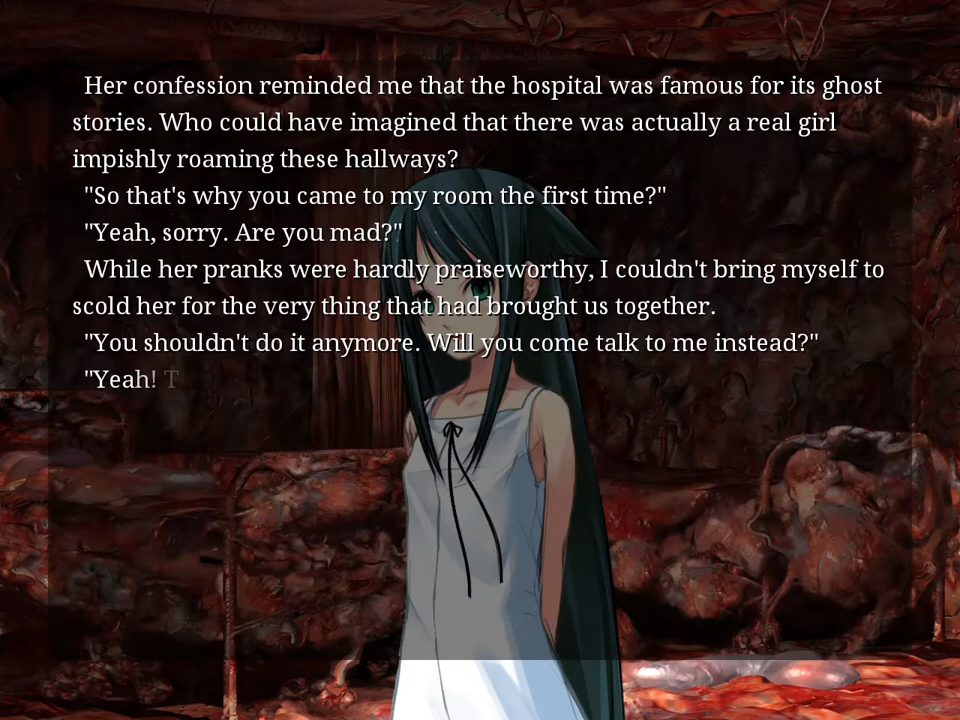 Her confession reminded me that the hospital was famous for its ghost
stories. Who could have imagined that there was actually a real girl
impishly roaming these hallways?
"So that's why you came to my room the first time?"
"Yeah, sorry. Are you mad?"
While her pranks were hardly praiseworthy, I couldn't bring myself to
scold her for the very thing that had brought us together.
"You shouldn't do it anymore. Will you come talk to me instead?"
"Yeah! T